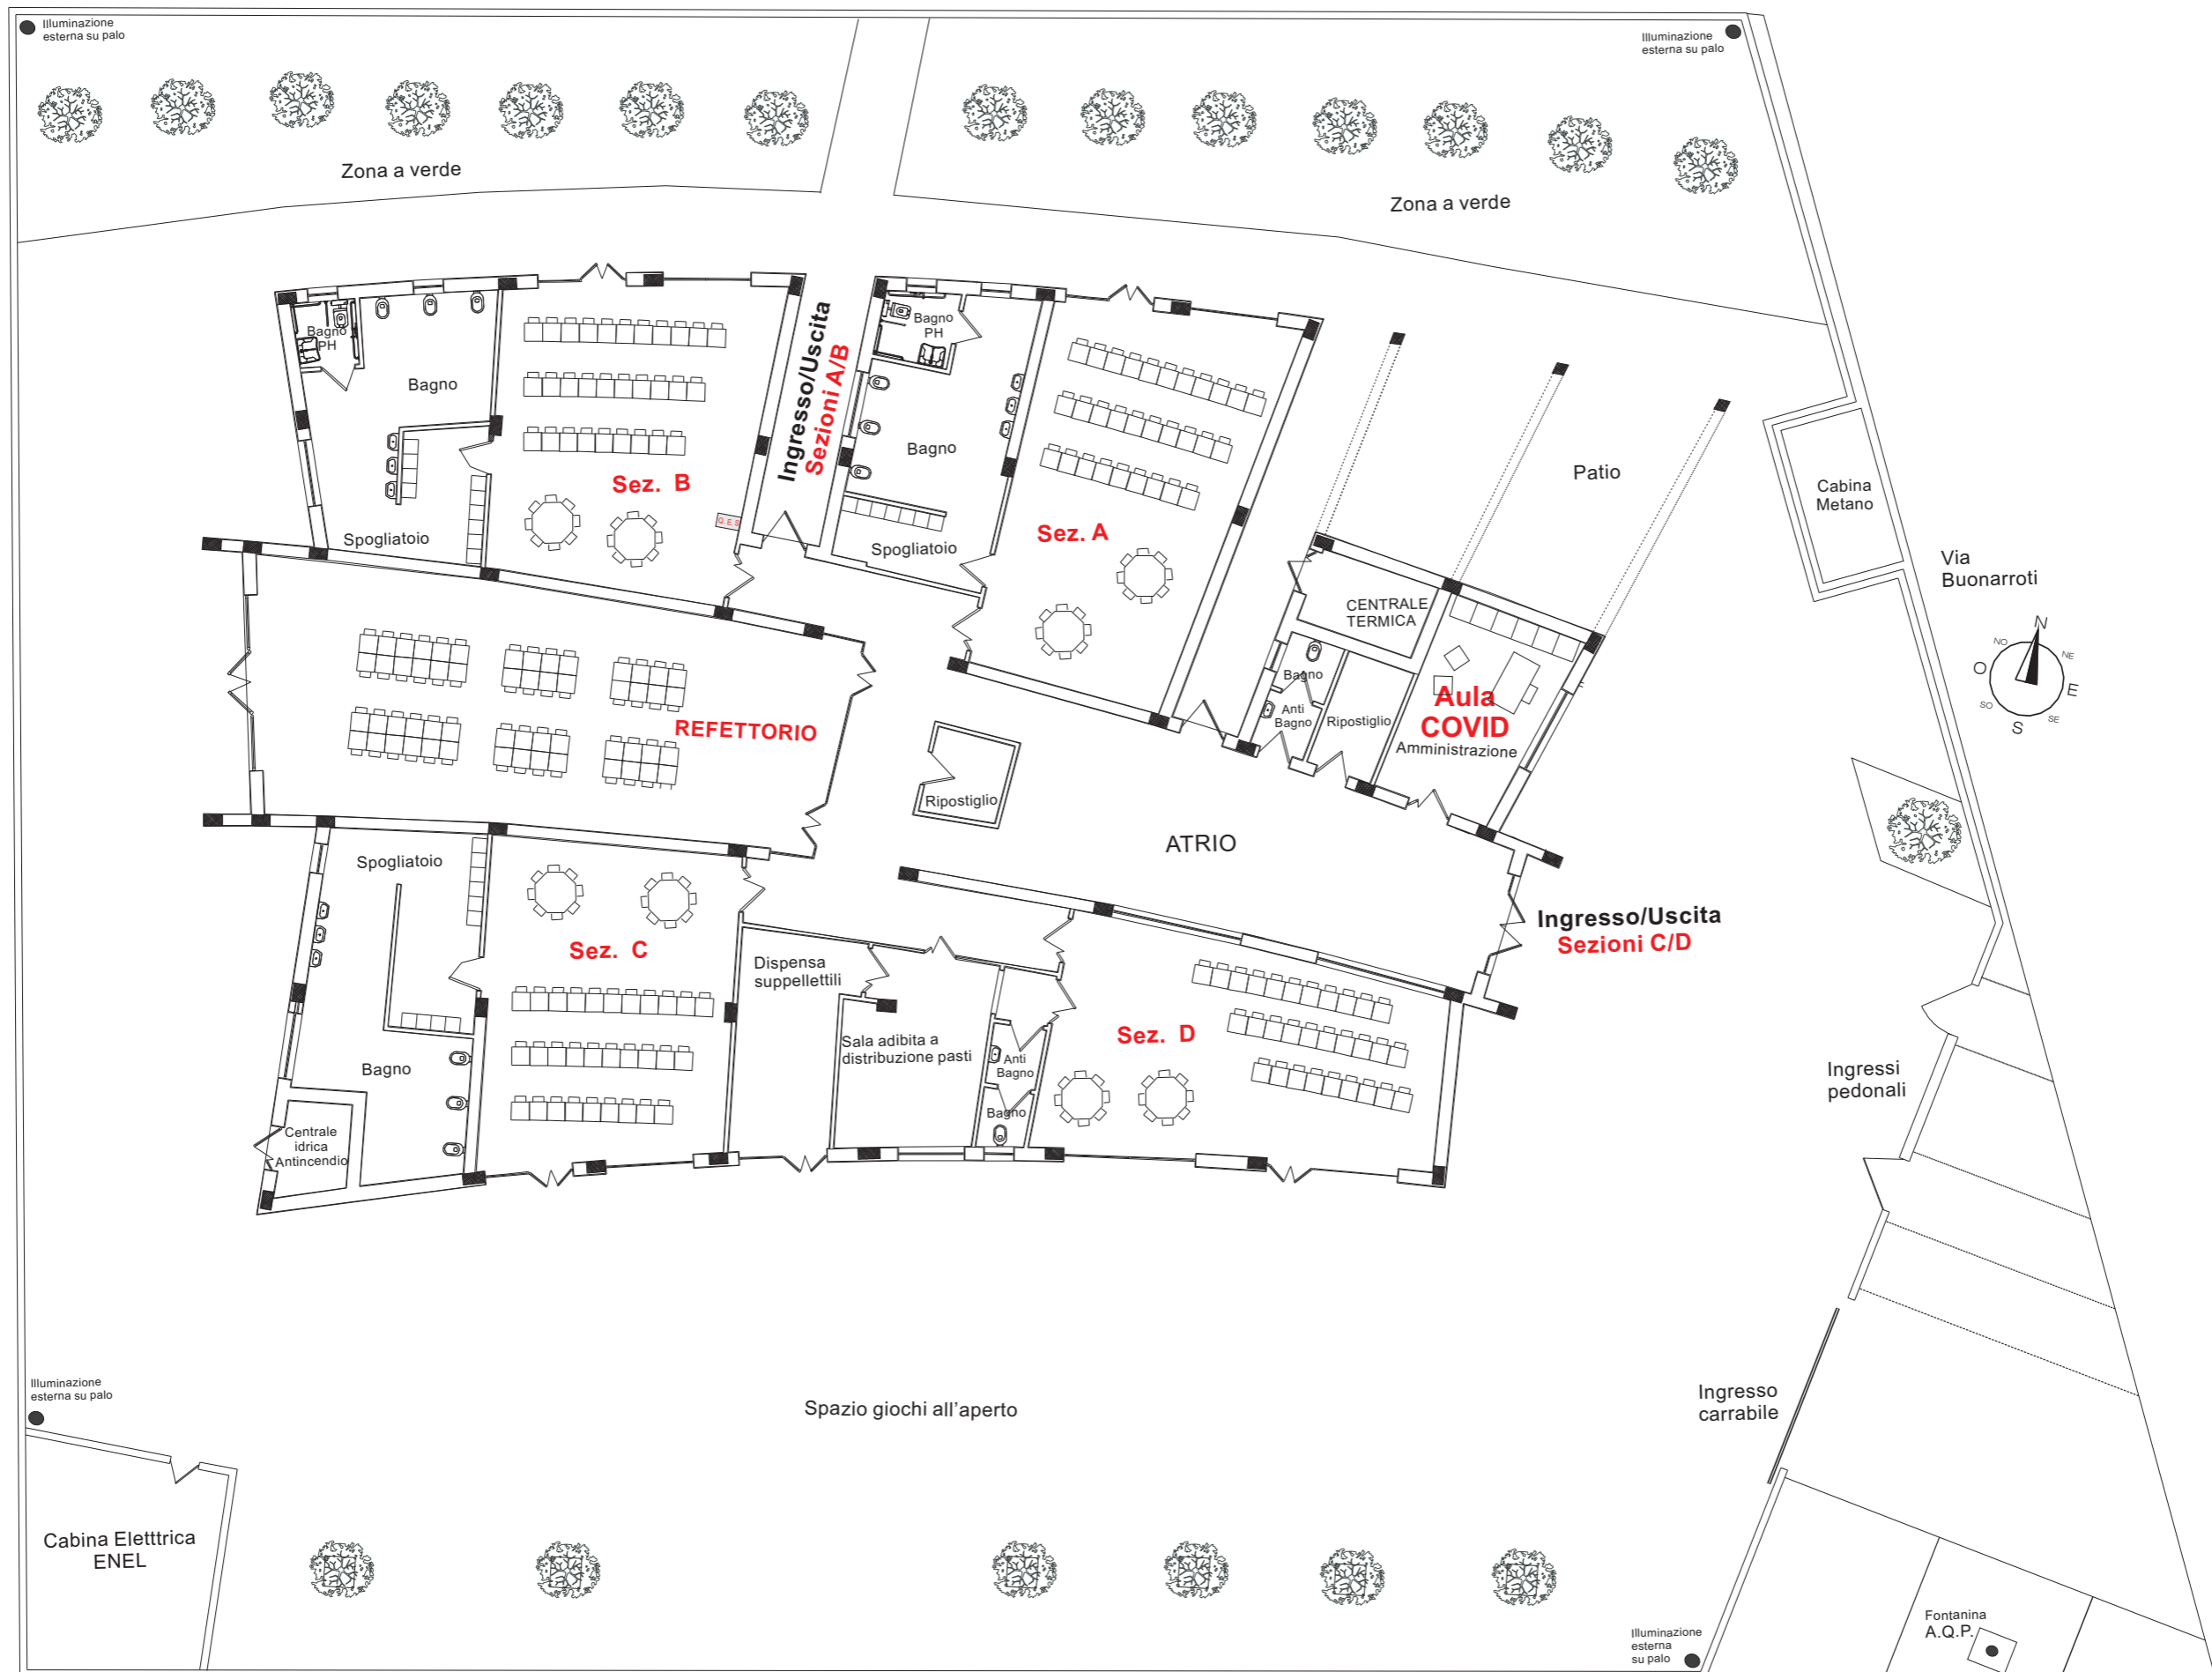 Illuminazione
esterna su palo
Illuminazione
esterna su palo
Zona a verde
Zona a verde
Bagno
PH
Bagno
Spogliatoio
Sez. B
Q.E.S
Ingresso/Uscita
Sezioni A/B
Bagno
PH
Bagno
Spogliatoio
Sez. A
Patio
Cabina
Metano
Via
Buonarroti
N
NO
NE
O
E
SO
SE
S
CENTRALE
TERMICA
Bagno
Anti
Bagno
Ripostiglio
Aula
COVID
Amministrazione
REFETTORIO
Ripostiglio
ATRIO
Ingresso/Uscita
Sezioni C/D
Spogliatoio
Sez. C
Bagno
Centrale
idrica
Antincendio
Dispensa
suppellettili
Sala adibita a
distribuzione pasti
Anti
Bagno
Bagno
Sez. D
Ingressi
pedonali
Ingresso
carrabile
Illuminazione
esterna su palo
Spazio giochi all'aperto
Cabina Eletttrica
ENEL
Illuminazione
esterna
su palo
Fontanina
A.Q.P.